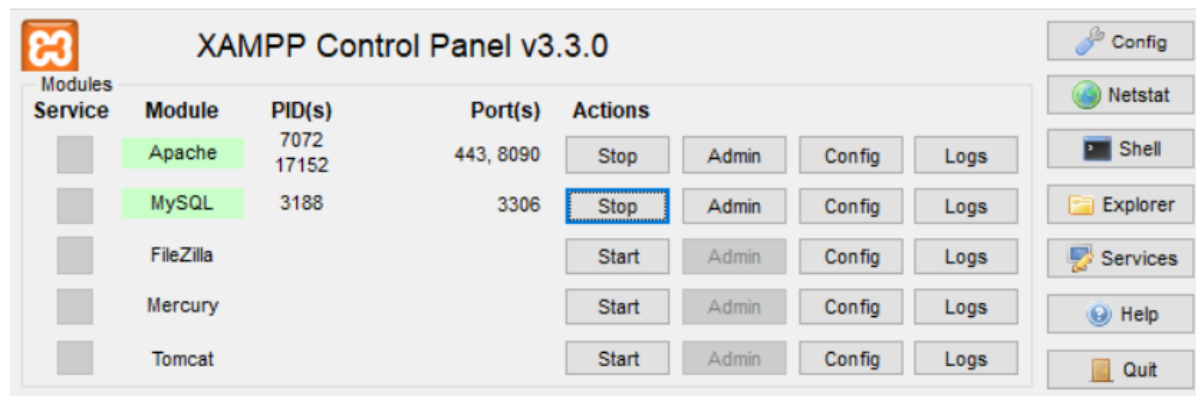 XAMPP Control Panel v3.3.0
Config
Modules
Netstat
Service Module PID(s) Port(s) Actions
Apache 7072 17152 443, 8090 Stop Admin Config Logs
Shell
MySQL 3188 3306 Stop Admin Config Logs
Explorer
FileZilla Start Admin Config Logs
Services
Mercury Start Admin Config Logs
Help
Tomcat Start Admin Config Logs
Quit